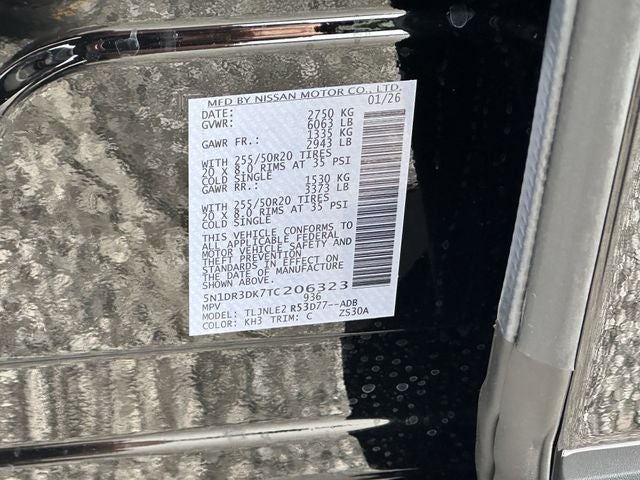 MFD BY NISSAN MOTOR CO., LTD.
DATE: 01/26
GVWR: 2750 KG
6063 LB
GAWR FR.: 1335 KG
2943 LB
WITH 255/50R20 TIRES
20 X 8.0 RIMS AT 35 PSI
COLD SINGLE
GAWR RR.: 1530 KG
3373 LB
WITH 255/50R20 TIRES
20 X 8.0 RIMS AT 35 PSI
COLD SINGLE
THIS VEHICLE CONFORMS TO
ALL APPLICABLE FEDERAL
MOTOR VEHICLE SAFETY AND
THEFT PREVENTION
STANDARDS IN EFFECT ON
THE DATE OF MANUFACTURE
SHOWN ABOVE.
5N1DR3DK7TC206323
MPV 936
MODEL: TLJNLE2 R53D77--ADB
COLOR: KH3 TRIM: C ZS30A